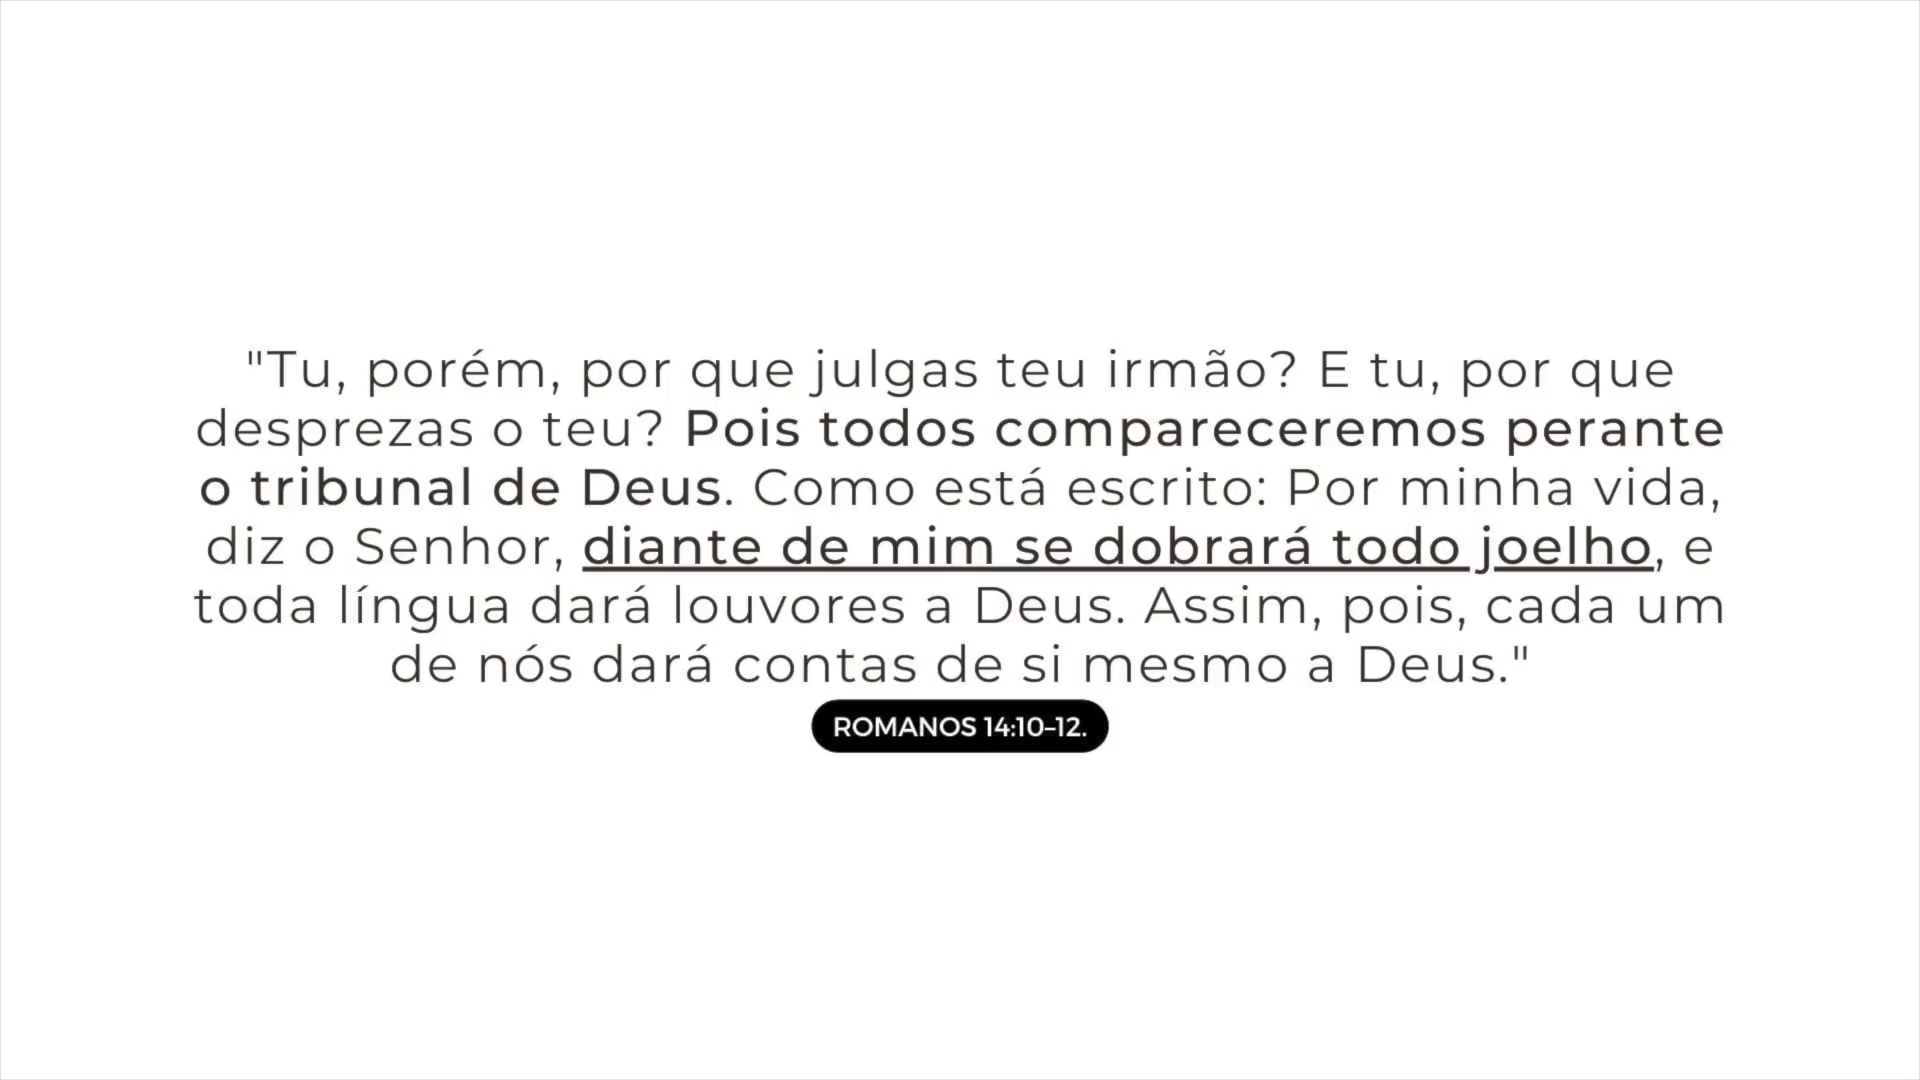 "Tu, porém, por que julgas teu irmão? E tu, por que
desprezas o teu? Pois todos compareceremos perante
o tribunal de Deus. Como está escrito: Por minha vida,
diz o Senhor, diante de mim se dobrará todo joelho, e
toda língua dará louvores a Deus. Assim, pois, cada um
de nós dará contas de si mesmo a Deus."
ROMANOS 14:10–12.